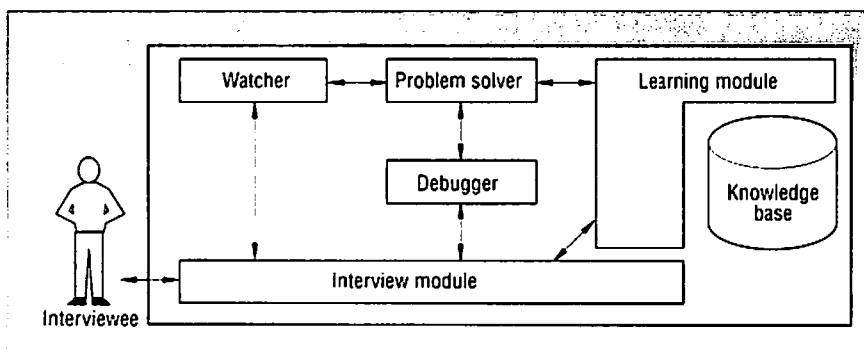 Watcher
Problem solver
Learning module
Debugger
Knowledge
base
Interview module
Interviewee